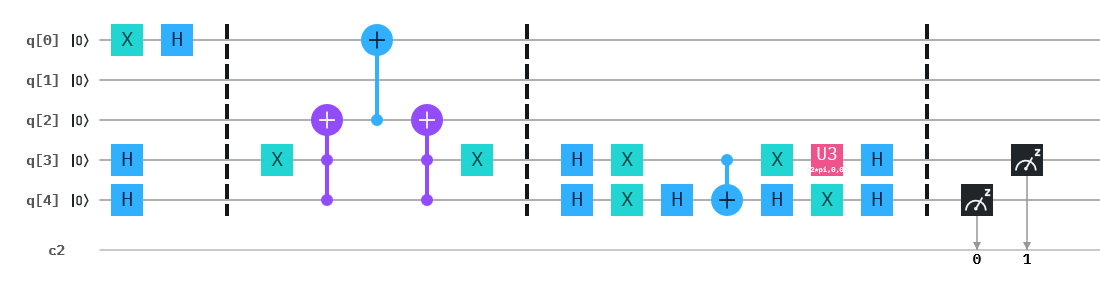 q[0] |0⟩ X H
q[1] |0⟩
q[2] |0⟩
q[3] |0⟩ H X X H X X U3 H z
q[4] |0⟩ H H X H H X H z
c2
0 1